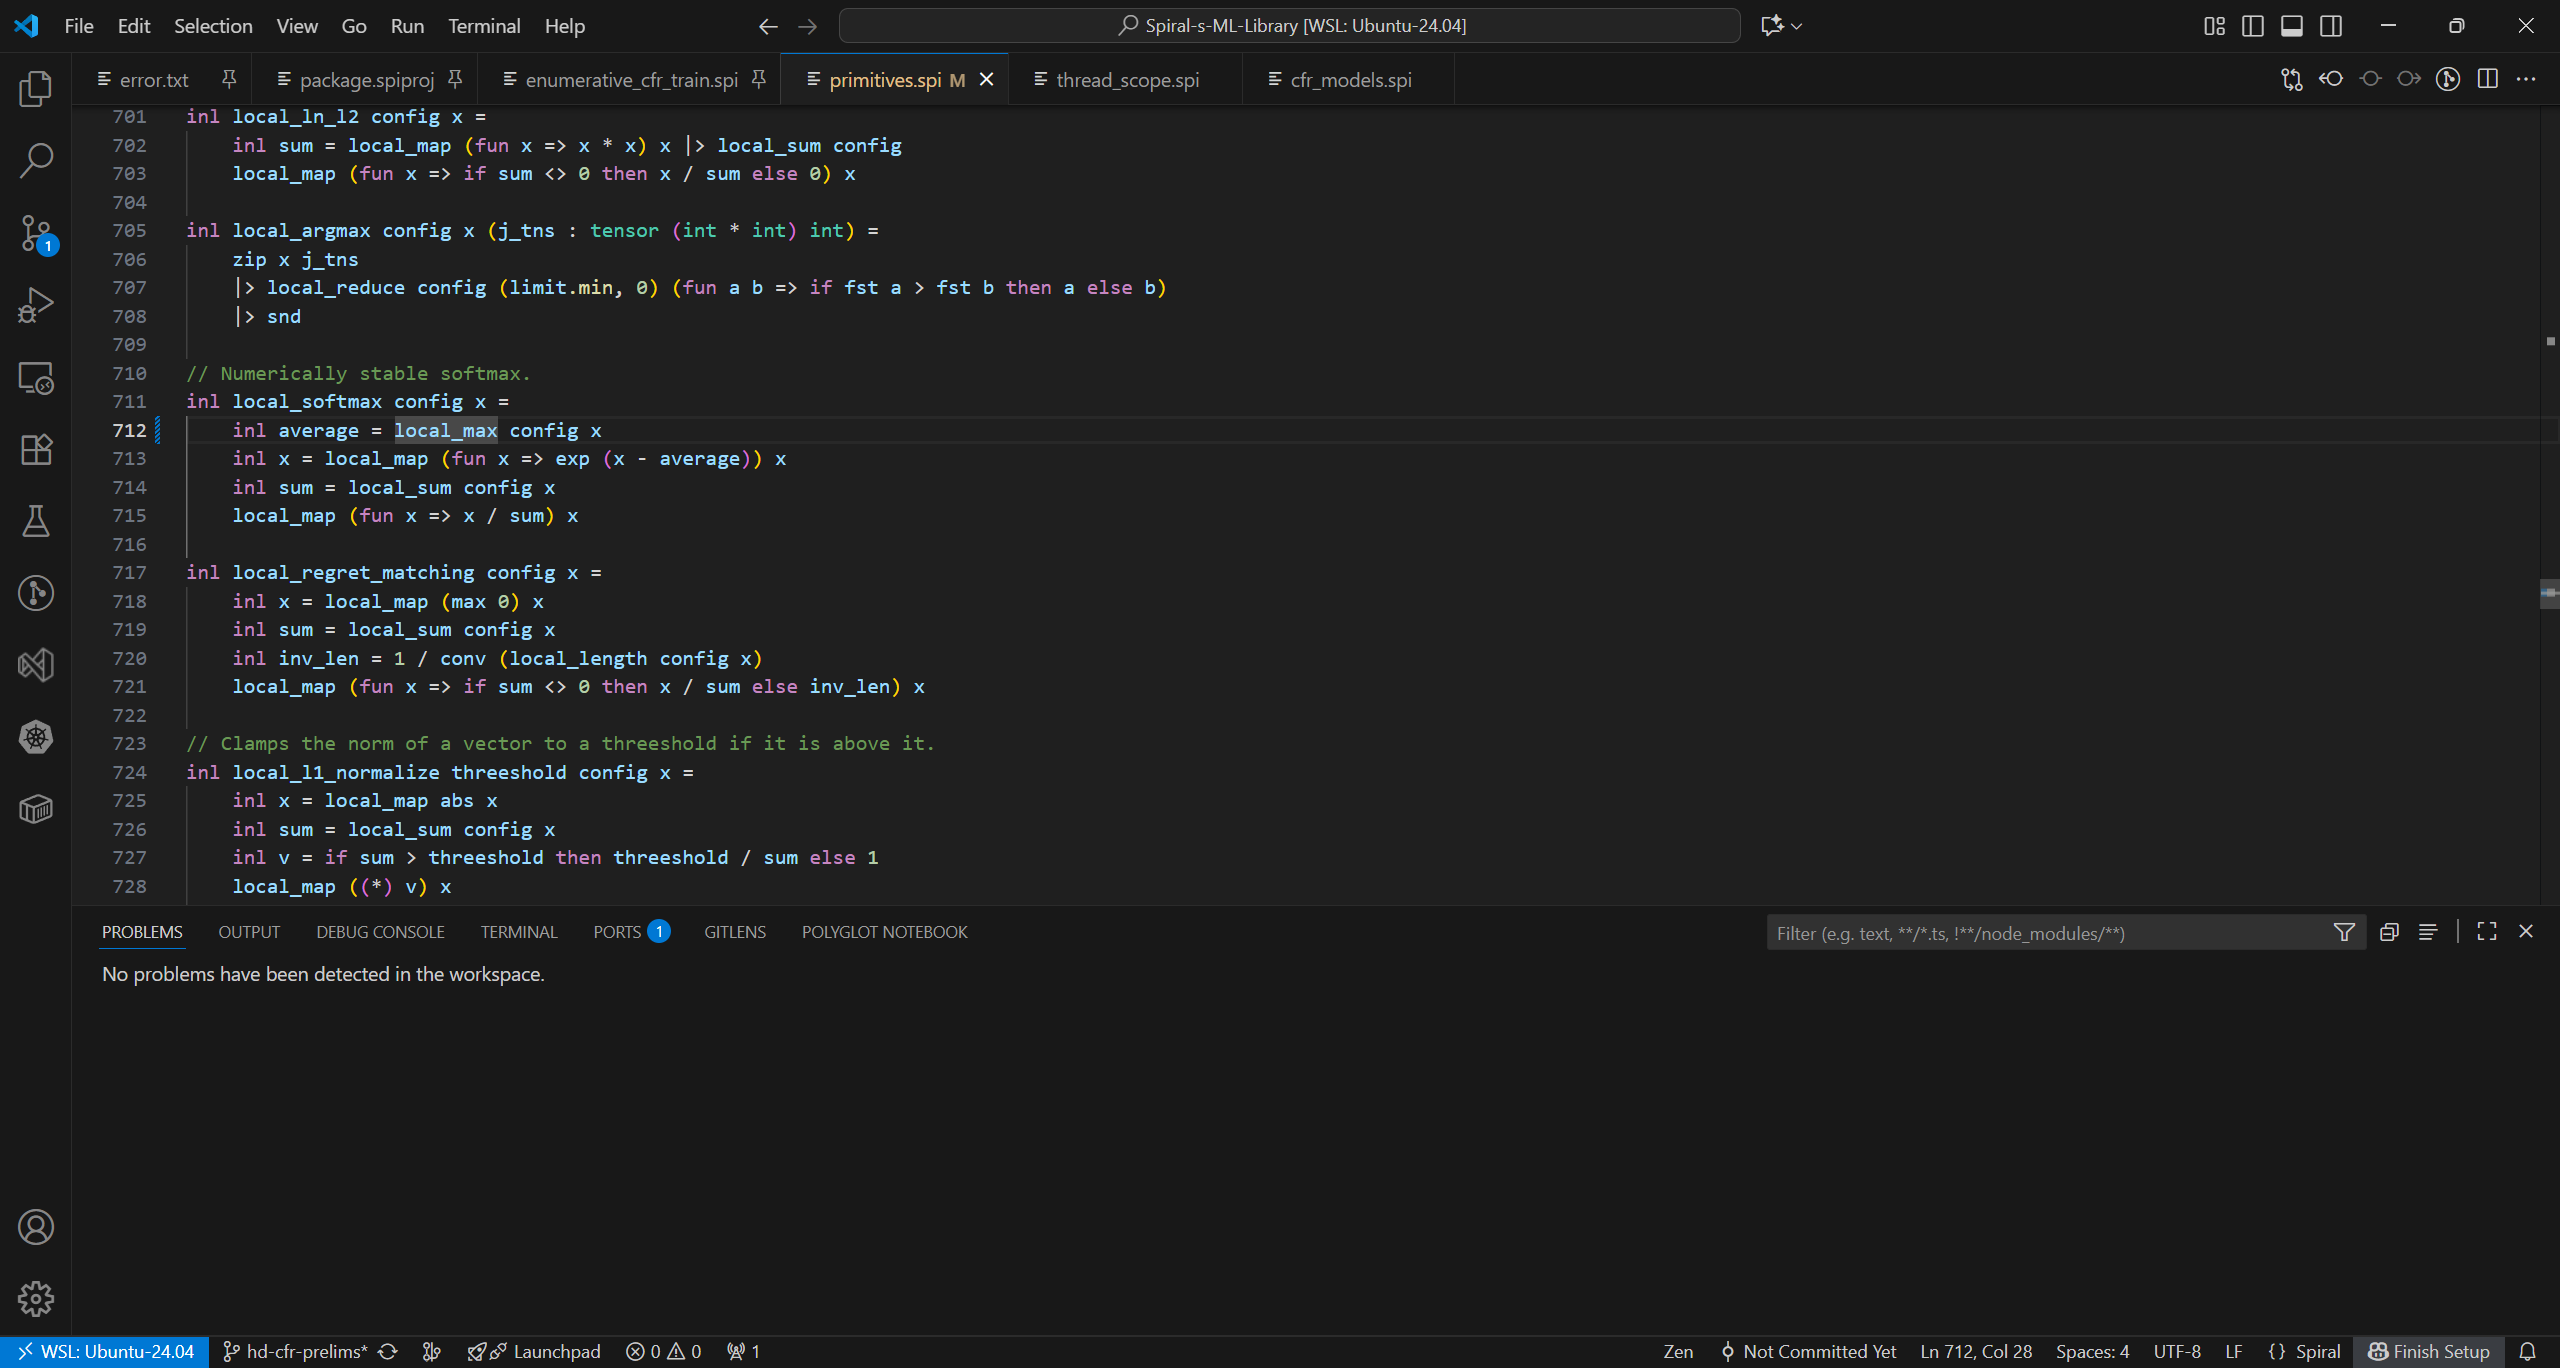 File Edit Selection View Go Run Terminal Help Spiral-s-ML-Library [WSL: Ubuntu-24.04]
error.txt package.spiproj enumerative_cfr_train.spi primitives.spi M thread_scope.spi cfr_models.spi
701 inl local_ln_l2 config x =
702 inl sum = local_map (fun x => x * x) x |> local_sum config
703 local_map (fun x => if sum <> 0 then x / sum else 0) x
704
705 inl local_argmax config x (j_tns : tensor (int * int) int) =
706 zip x j_tns
707 |> local_reduce config (limit.min, 0) (fun a b => if fst a > fst b then a else b)
708 |> snd
709
710 // Numerically stable softmax.
711 inl local_softmax config x =
712 inl average = local_max config x
713 inl x = local_map (fun x => exp (x - average)) x
714 inl sum = local_sum config x
715 local_map (fun x => x / sum) x
716
717 inl local_regret_matching config x =
718 inl x = local_map (max 0) x
719 inl sum = local_sum config x
720 inl inv_len = 1 / conv (local_length config x)
721 local_map (fun x => if sum <> 0 then x / sum else inv_len) x
722
723 // Clamps the norm of a vector to a threeshold if it is above it.
724 inl local_l1_normalize threeshold config x =
725 inl x = local_map abs x
726 inl sum = local_sum config x
727 inl v = if sum > threeshold then threeshold / sum else 1
728 local_map ((*) v) x
1
PROBLEMS OUTPUT DEBUG CONSOLE TERMINAL PORTS 1 GITLENS POLYGLOT NOTEBOOK Filter (e.g. text, **/*.ts, !**/node_modules/**)
No problems have been detected in the workspace.
WSL: Ubuntu-24.04 hd-cfr-prelims* Launchpad 0 0 1 Zen Not Committed Yet Ln 712, Col 28 Spaces: 4 UTF-8 LF {} Spiral Finish Setup